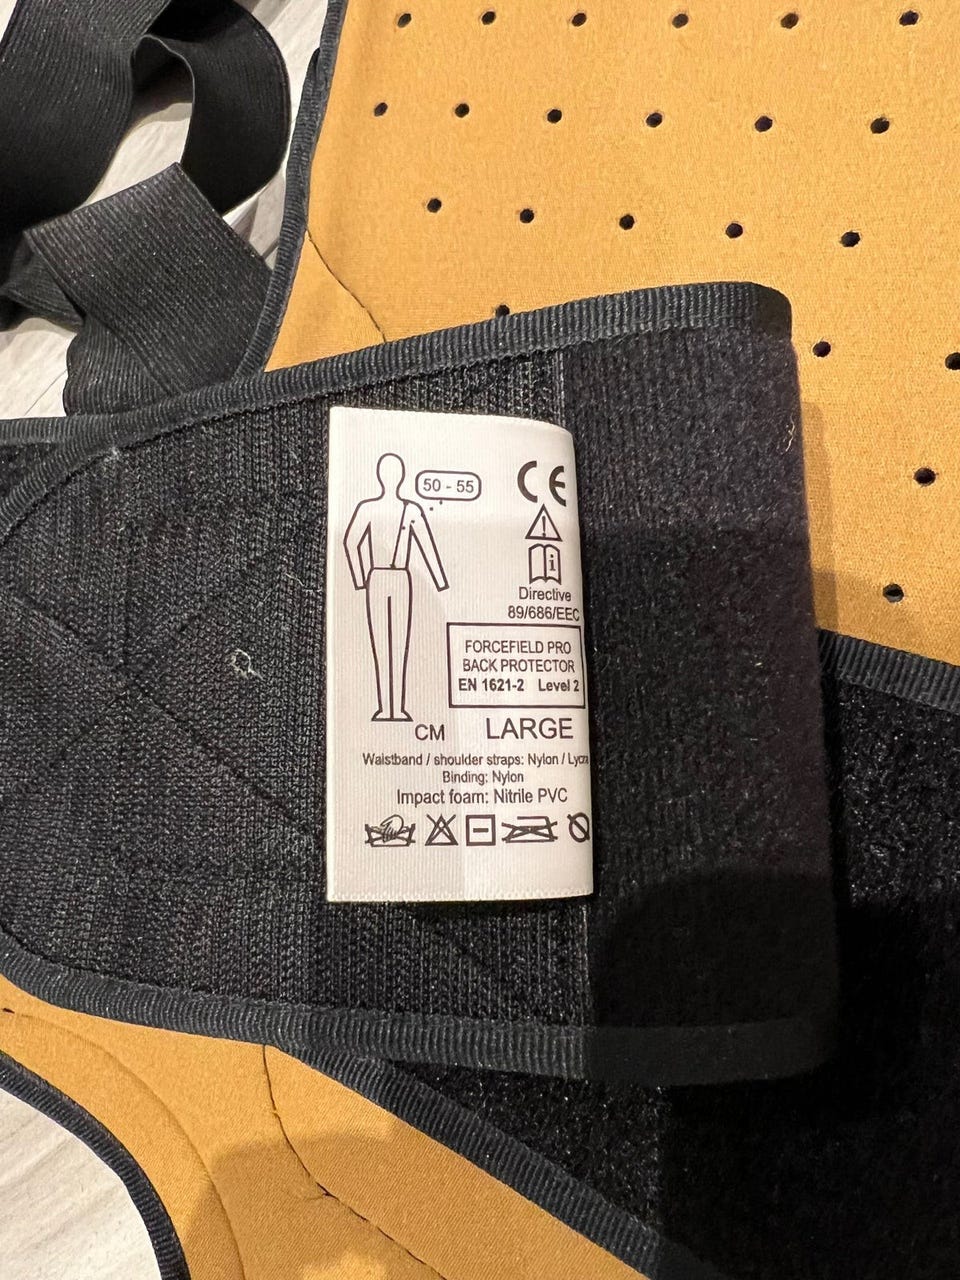 50 - 55
CE
i
Directive
89/686/EEC
FORCEFIELD PRO
BACK PROTECTOR
EN 1621-2 Level 2
CM LARGE
Waistband / shoulder straps: Nylon / Lycra
Binding: Nylon
Impact foam: Nitrile PVC